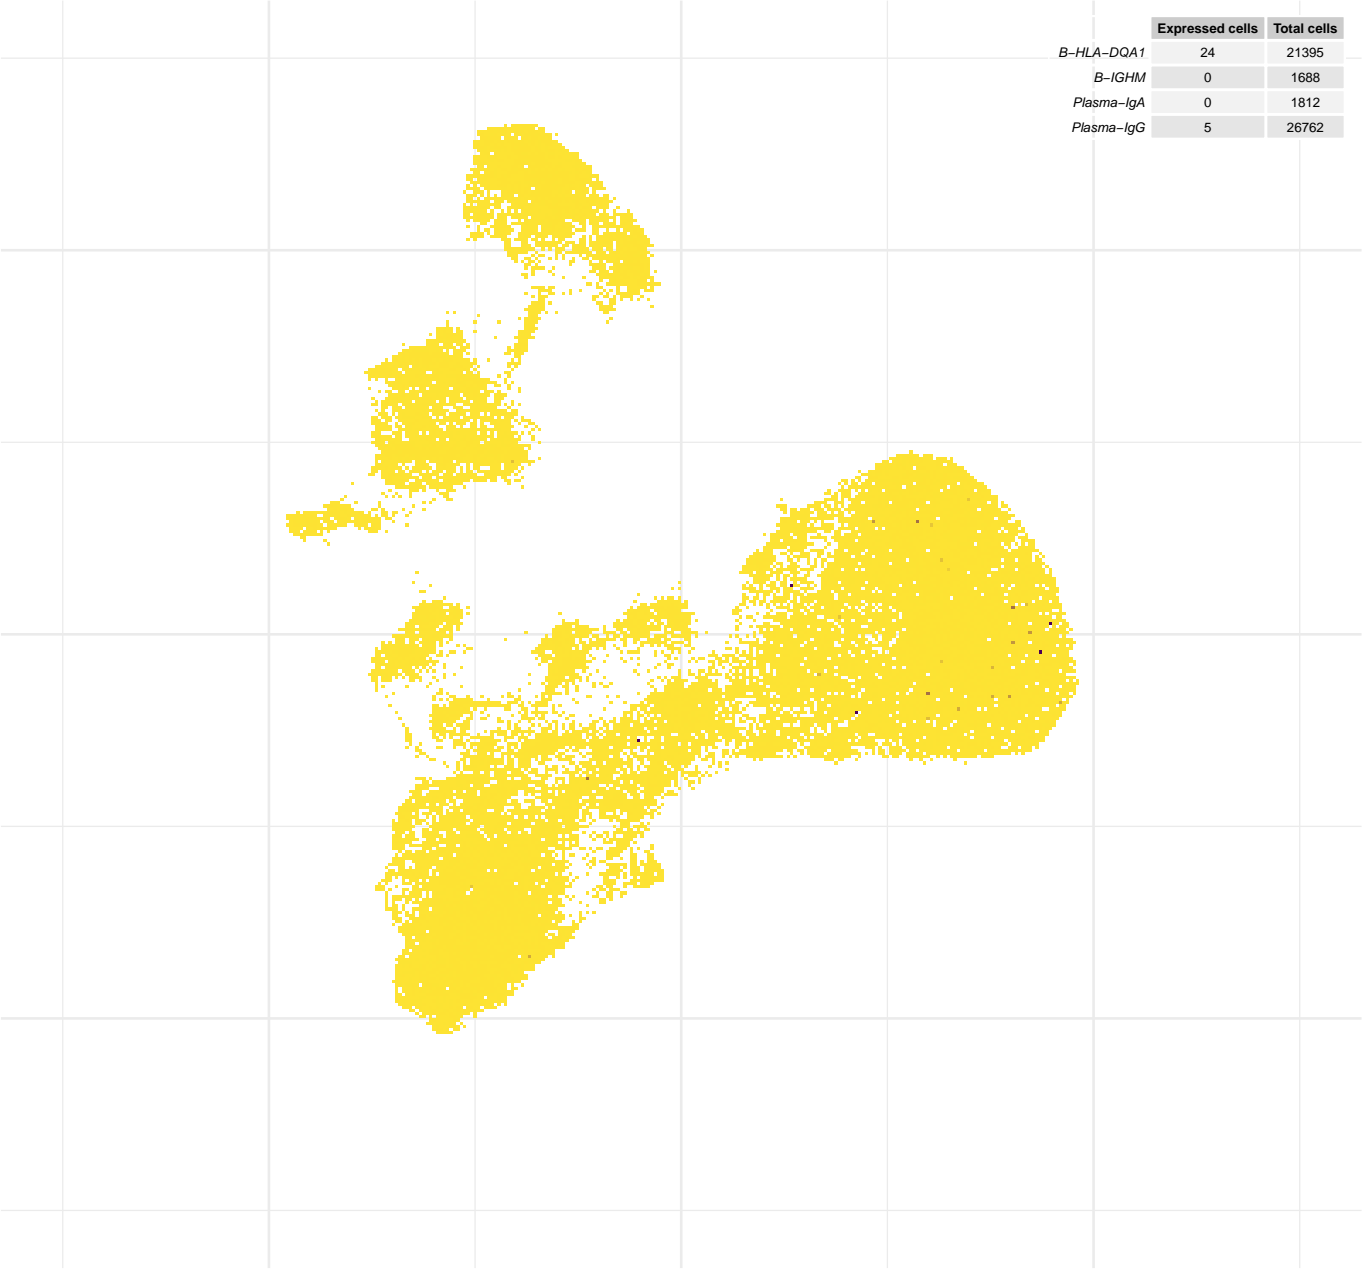 Expressed cells Total cells
B−HLA−DQA1 24 21395
B−IGHM 0 1688
Plasma−IgA 0 1812
Plasma−IgG 5 26762